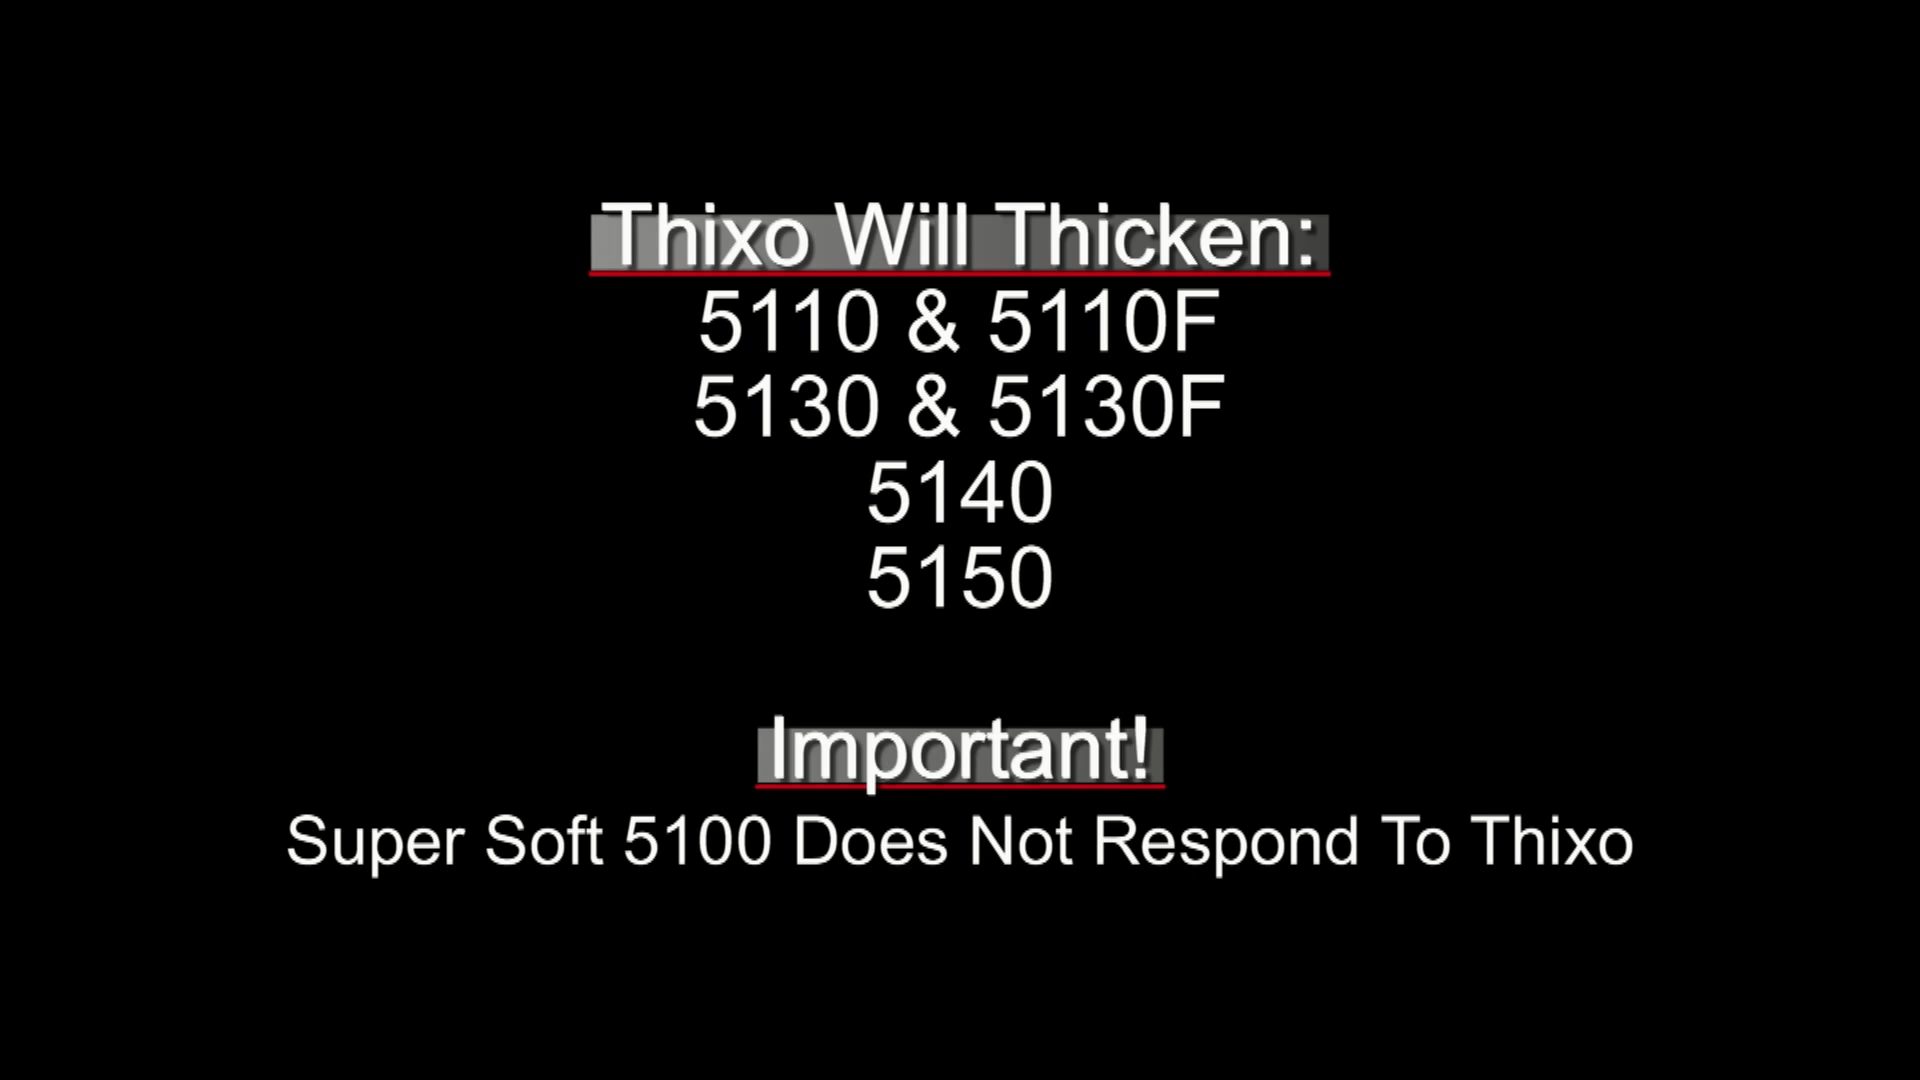 Thixo Will Thicken:
5110 & 5110F
5130 & 5130F
5140
5150
Important!
Super Soft 5100 Does Not Respond To Thixo